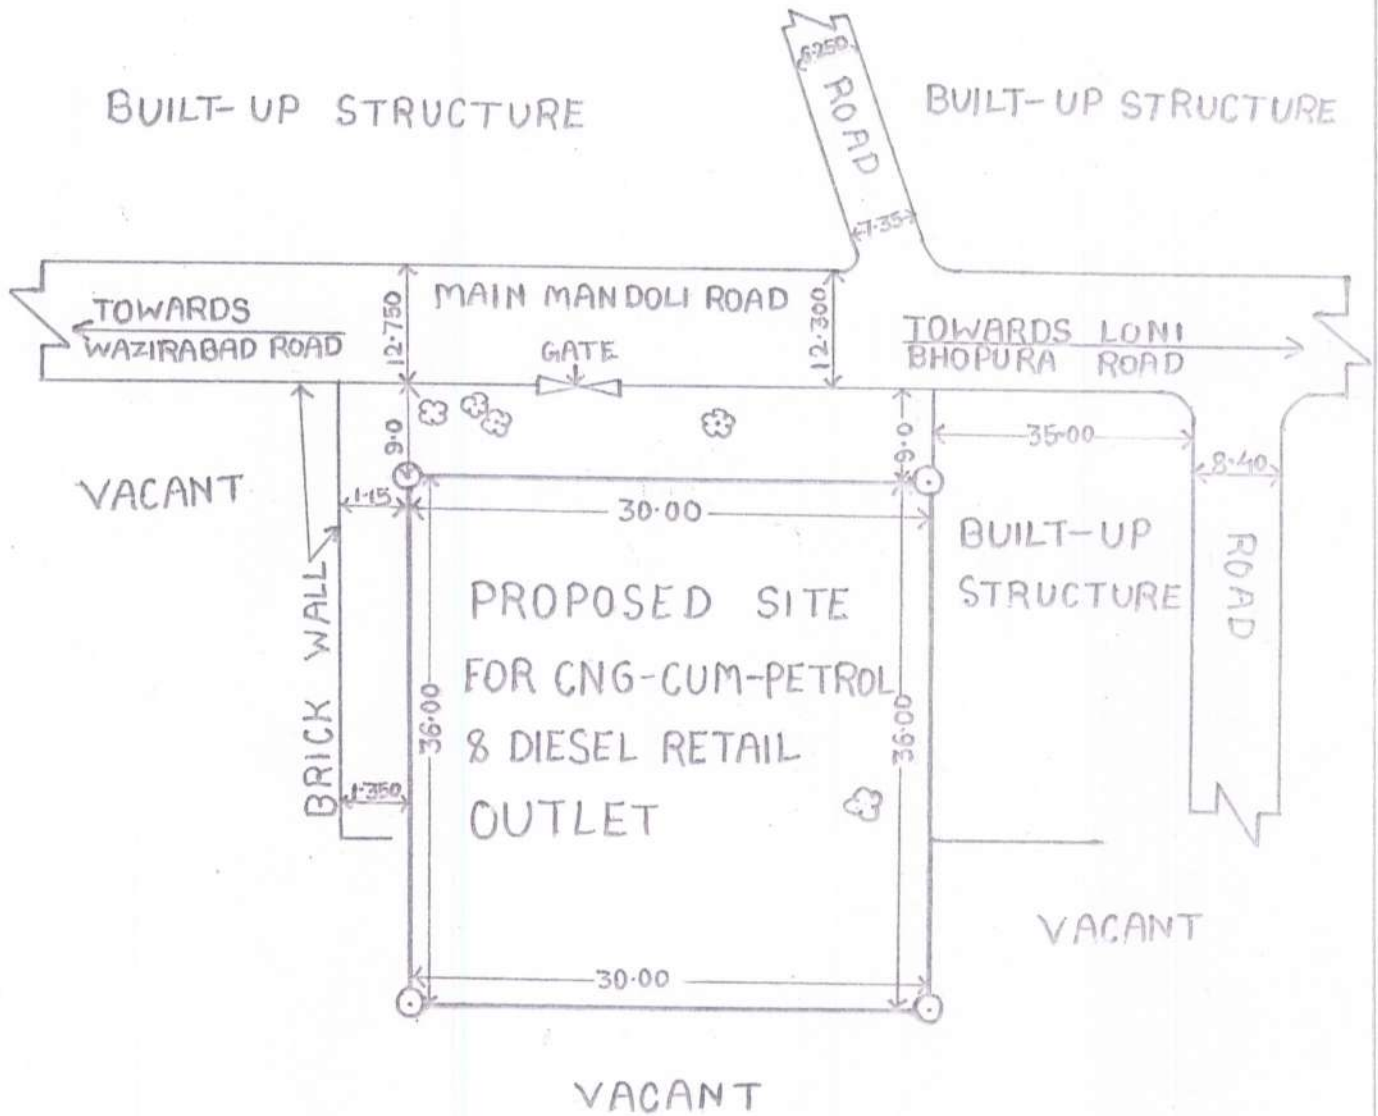 6.250
ROAD
BUILT-UP STRUCTURE
BUILT-UP STRUCTURE
7.35
TOWARDS
WAZIRABAD ROAD
12.750
MAIN MANDOLI ROAD
GATE
12.300
TOWARDS LONI
BHOPURA ROAD
9.0
9.0
35.00
8.40
VACANT
1.15
30.00
BUILT-UP
STRUCTURE
ROAD
BRICK WALL
PROPOSED SITE
FOR CNG-CUM-PETROL
& DIESEL RETAIL
OUTLET
36.00
36.00
1.350
VACANT
30.00
VACANT